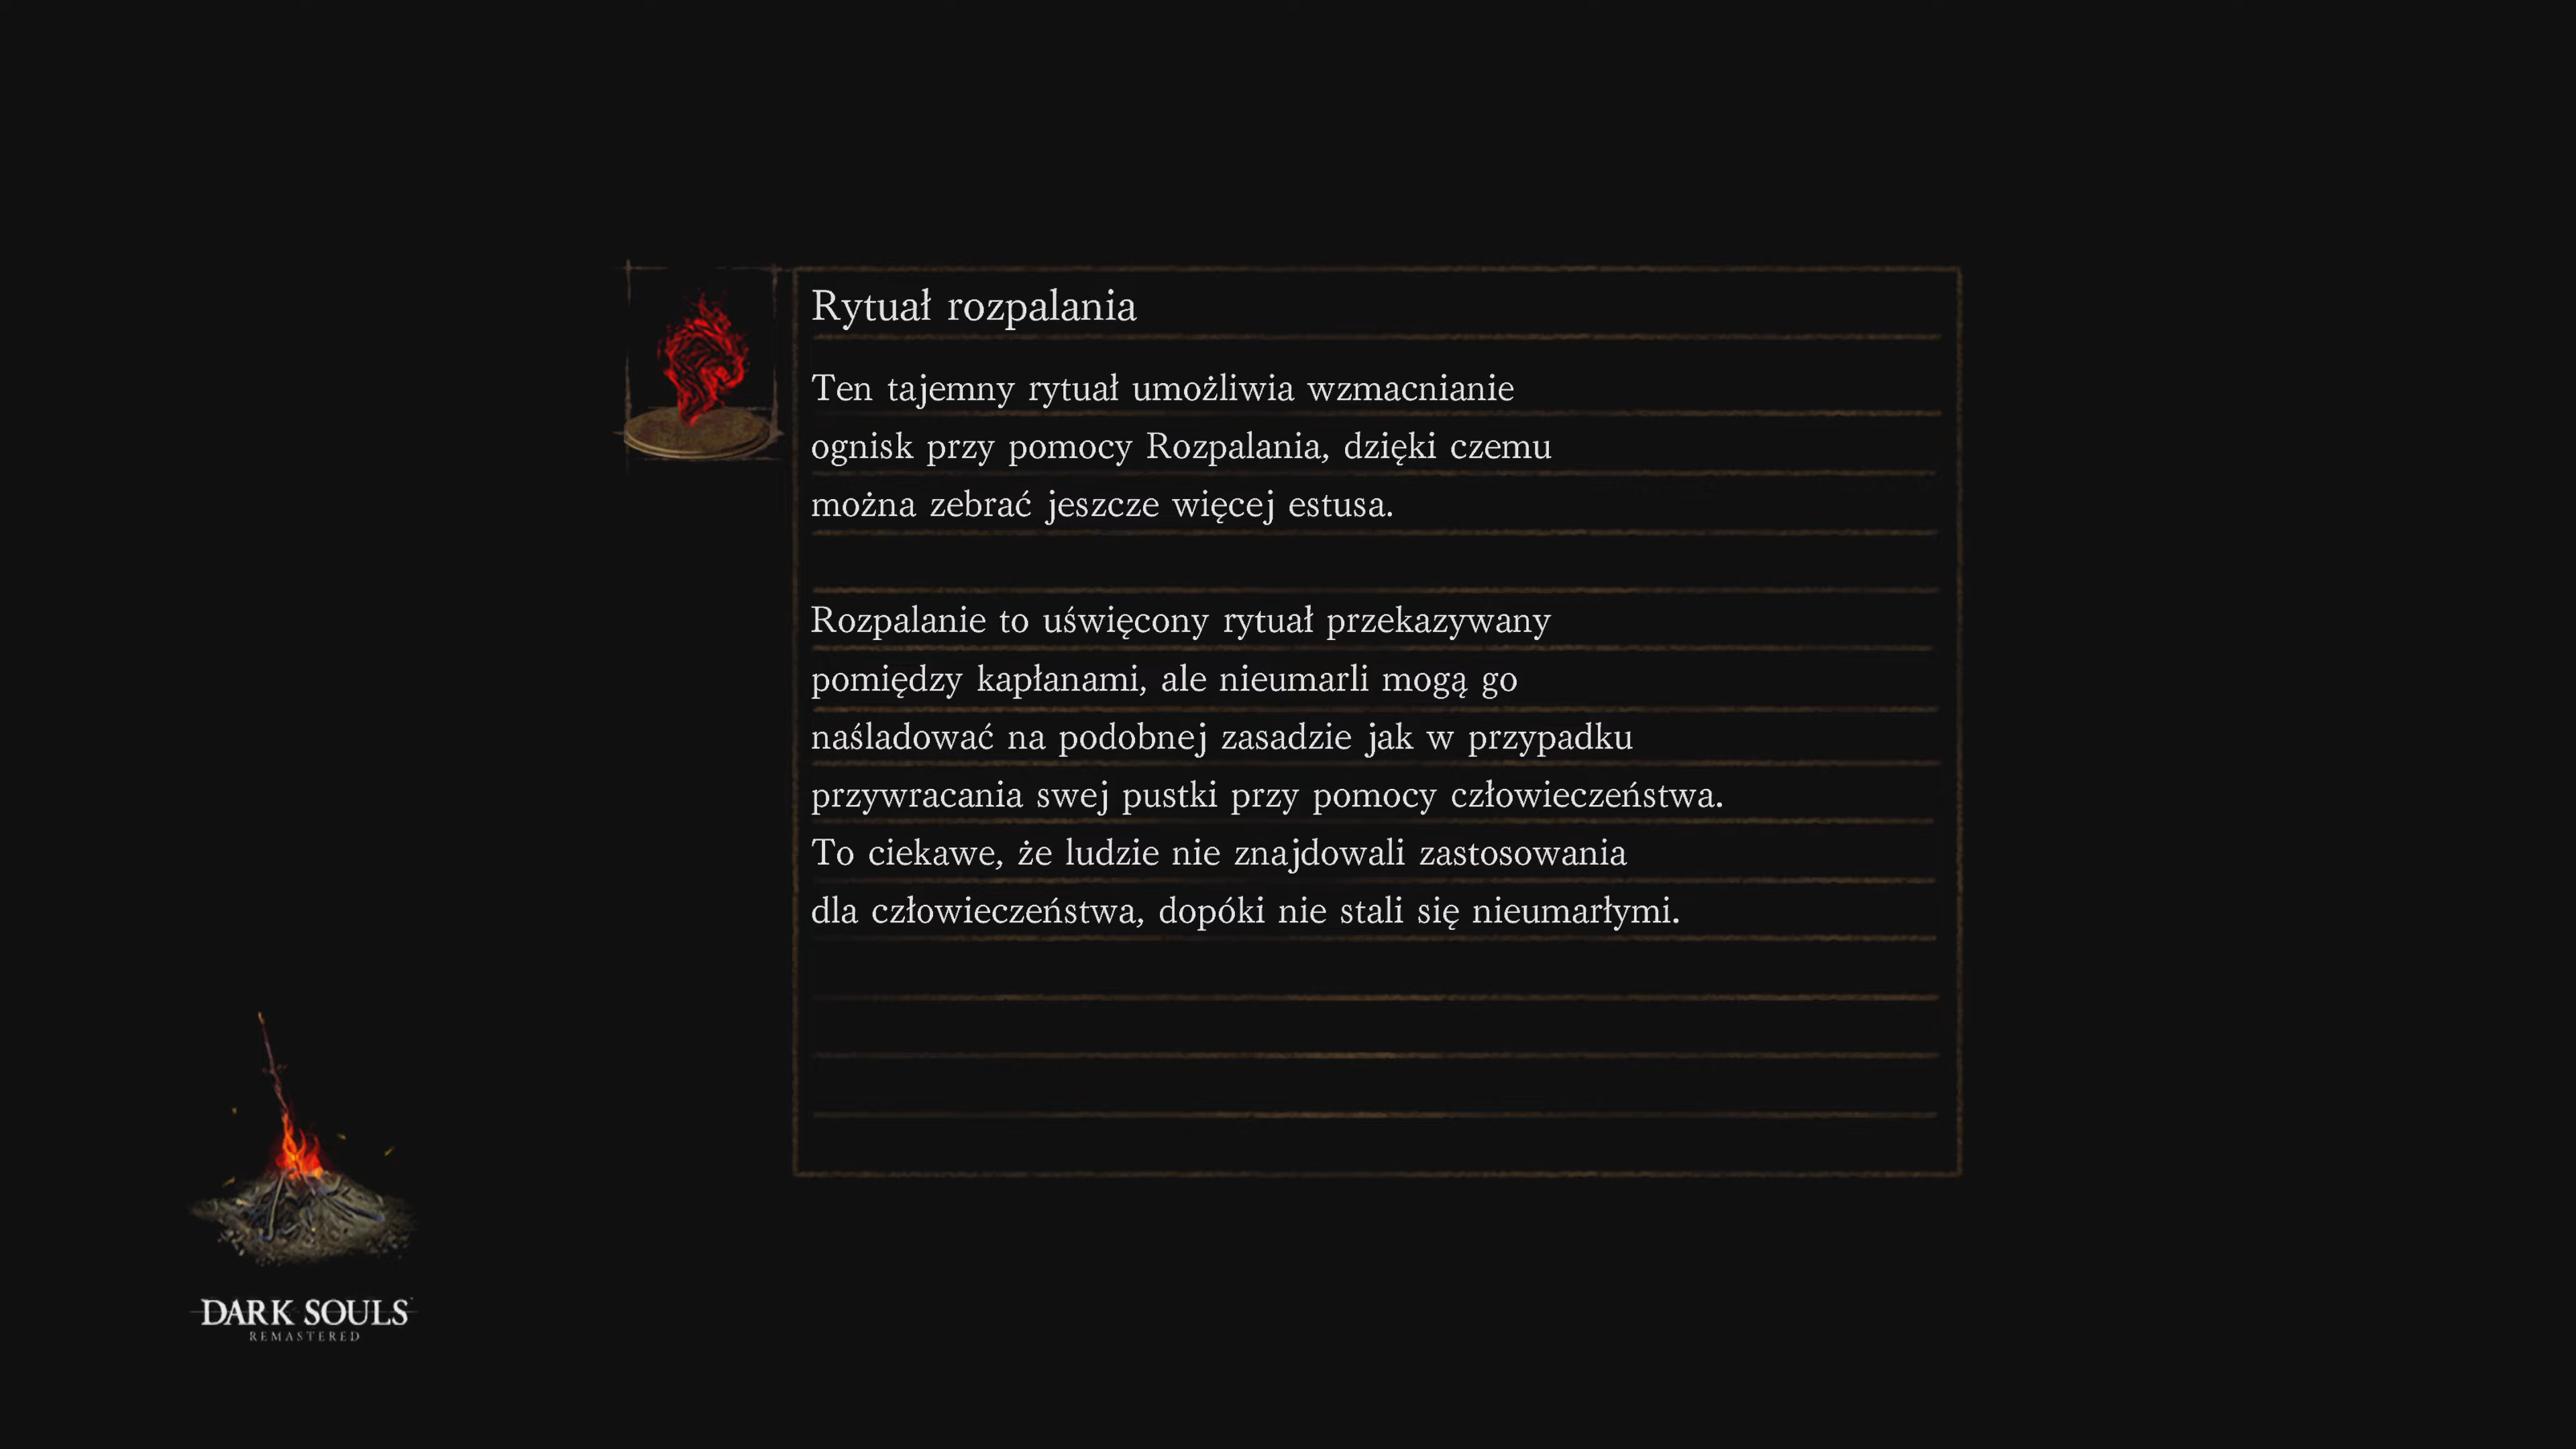 Rytuał rozpalania
Ten tajemny rytuał umożliwia wzmacnianie
ognisk przy pomocy Rozpalania, dzięki czemu
można zebrać jeszcze więcej estusa.
Rozpalanie to uświęcony rytuał przekazywany
pomiędzy kapłanami, ale nieumarli mogą go
naśladować na podobnej zasadzie jak w przypadku
przywracania swej pustki przy pomocy człowieczeństwa.
To ciekawe, że ludzie nie znajdowali zastosowania
dla człowieczeństwa, dopóki nie stali się nieumarłymi.
DARK SOULS
REMASTERED